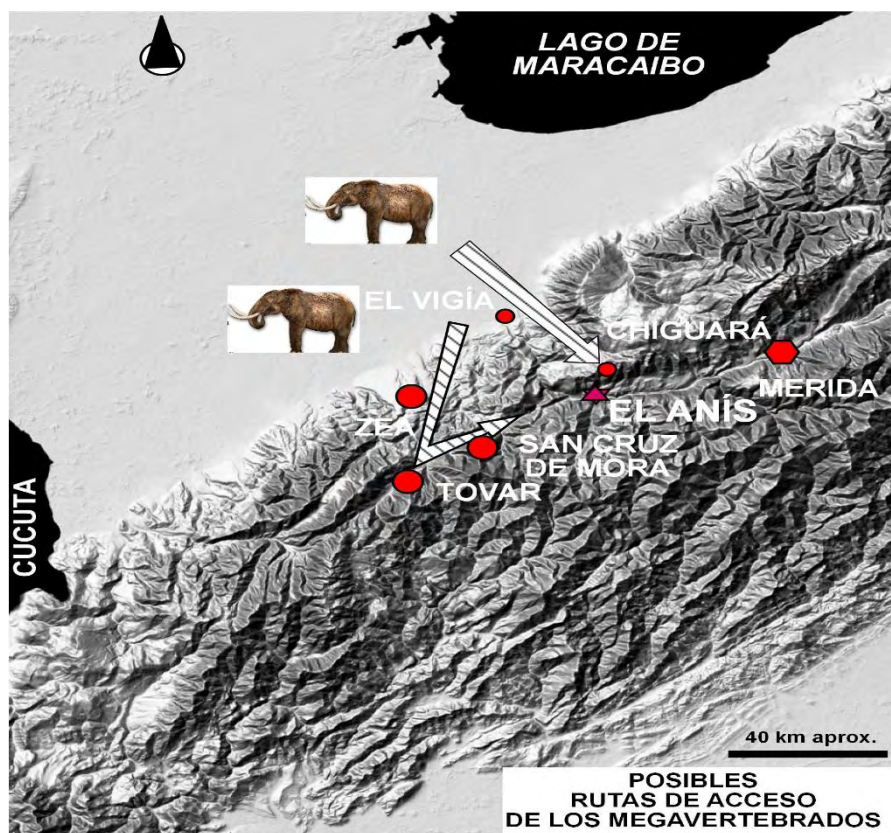 LAGO DE
MARACAIBO
EL VIGÍA
CHIGUARÁ
MERIDA
EL ANÍS
ZEA
SAN CRUZ
DE MORA
TOVAR
CUCUTA
40 km aprox.
POSIBLES
RUTAS DE ACCESO
DE LOS MEGAVERTEBRADOS